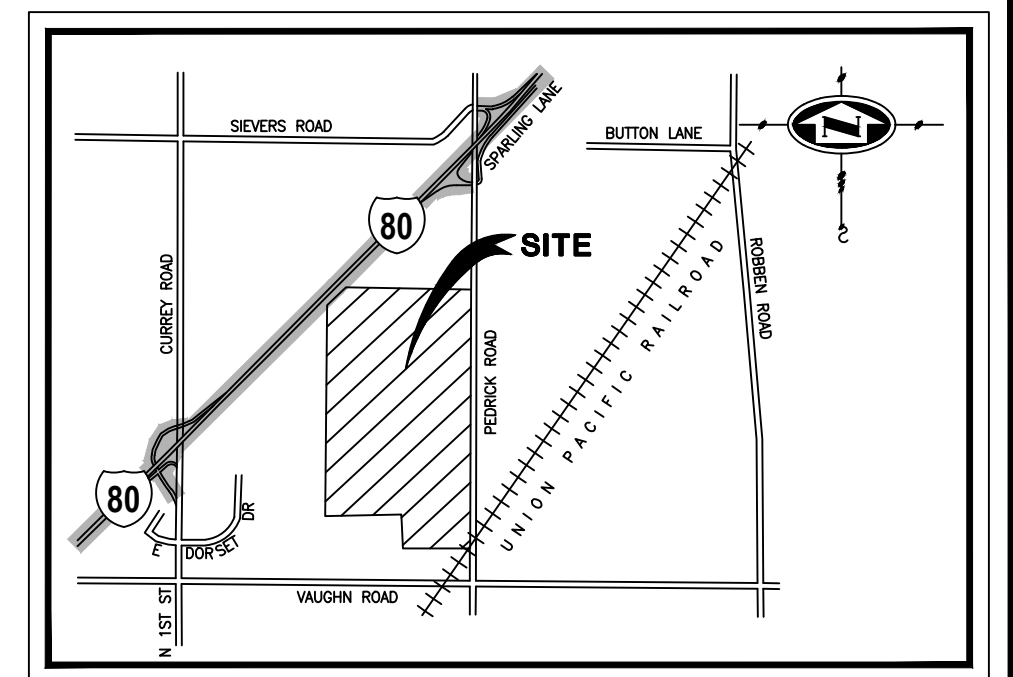 SIEVERS ROAD
SPARLING LANE
BUTTON LANE
N
S
80
SITE
CURREY ROAD
PEDRICK ROAD
UNION PACIFIC RAILROAD
ROBBEN ROAD
80
E DORSET DR
VAUGHN ROAD
N 1ST ST